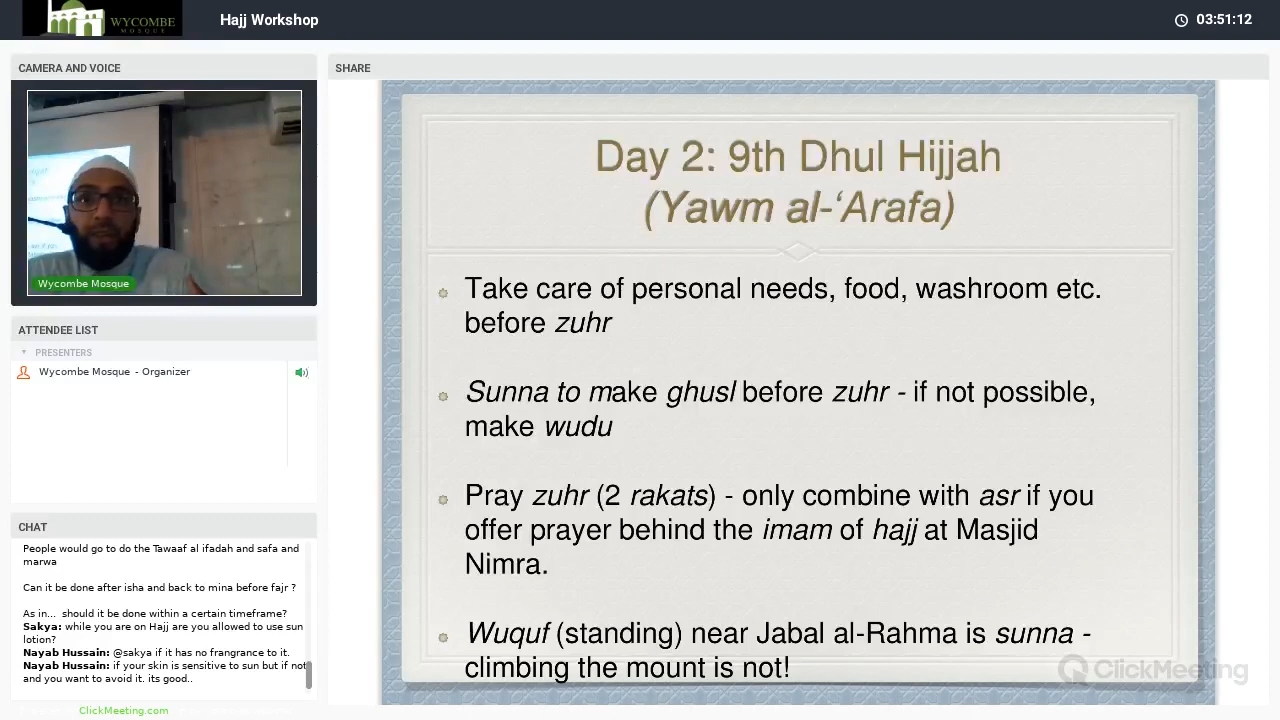 WYCOMBE
MOSQUE
Hajj Workshop
03:51:12
CAMERA AND VOICE
Wycombe Mosque
ATTENDEE LIST
PRESENTERS
Wycombe Mosque - Organizer
CHAT
People would go to do the Tawaaf al ifadah and safa and
marwa
Can it be done after isha and back to mina before fajr ?
As in... should it be done within a certain timeframe?
Sakya: while you are on Hajj are you allowed to use sun
lotion?
Nayab Hussain: @sakya if it has no frangrance to it.
Nayab Hussain: if your skin is sensitive to sun but if not
and you want to avoid it. its good..
ClickMeeting.com
SHARE
Day 2: 9th Dhul Hijjah
(Yawm al-‘Arafa)
Take care of personal needs, food, washroom etc.
before zuhr
Sunna to make ghusl before zuhr - if not possible,
make wudu
Pray zuhr (2 rakats) - only combine with asr if you
offer prayer behind the imam of hajj at Masjid
Nimra.
Wuquf (standing) near Jabal al-Rahma is sunna -
climbing the mount is not!
ClickMeeting